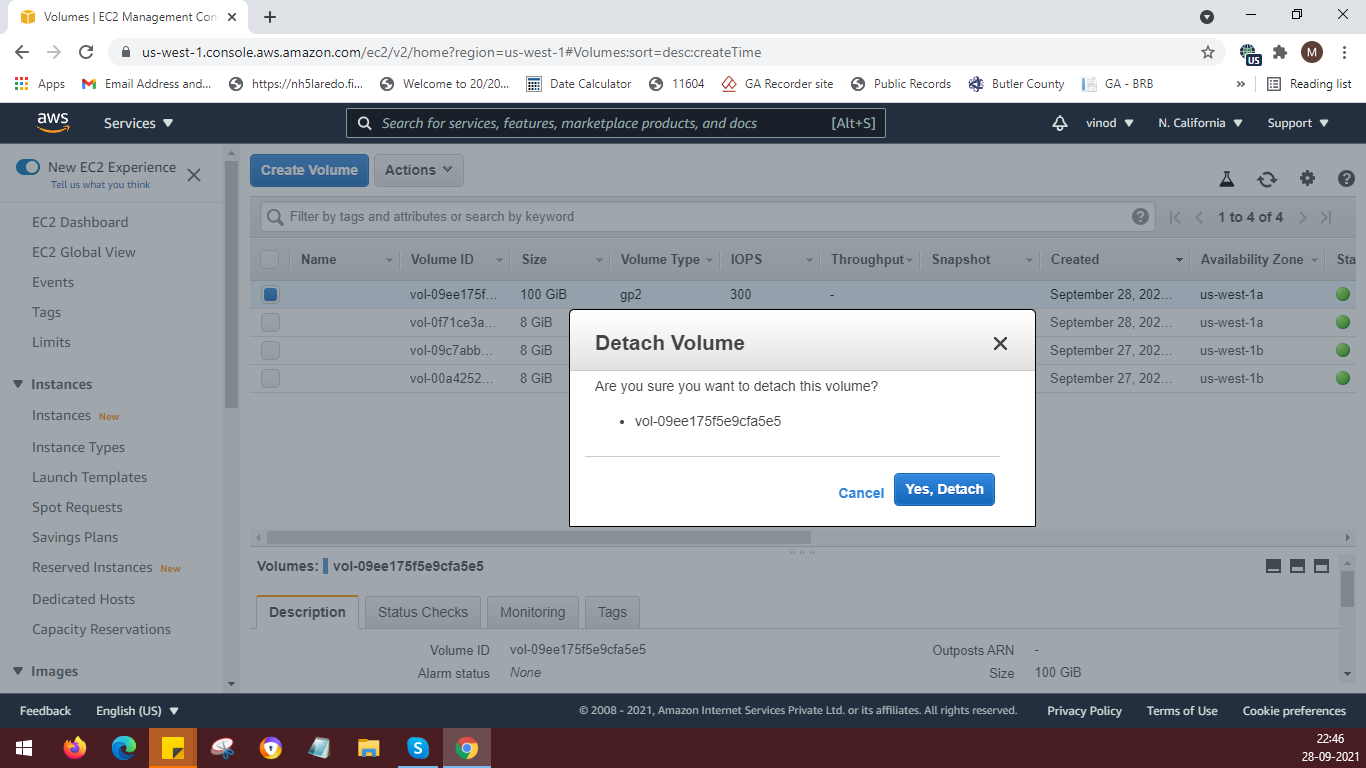 Volumes | EC2 Management Con
us-west-1.console.aws.amazon.com/ec2/v2/home?region=us-west-1#Volumes:sort=desc:createTime
US
M
Apps
Email Address and...
https://nh5laredo.fi...
Welcome to 20/20...
Date Calculator
11604
GA Recorder site
Public Records
Butler County
GA - BRB
»
Reading list
aws
Services
Search for services, features, marketplace products, and docs
[Alt+S]
vinod
N. California
Support
New EC2 Experience
Tell us what you think
EC2 Dashboard
EC2 Global View
Events
Tags
Limits
Instances
Instances New
Instance Types
Launch Templates
Spot Requests
Savings Plans
Reserved Instances New
Dedicated Hosts
Capacity Reservations
Images
Create Volume
Actions
Filter by tags and attributes or search by keyword
1 to 4 of 4
Name Volume ID Size Volume Type IOPS Throughput Snapshot Created Availability Zone Sta
vol-09ee175f... 100 GiB gp2 300 - September 28, 202... us-west-1a
vol-0f71ce3a... 8 GiB September 28, 202... us-west-1a
vol-09c7abb... 8 GiB September 27, 202... us-west-1b
vol-00a4252... 8 GiB September 27, 202... us-west-1b
Detach Volume
Are you sure you want to detach this volume?
• vol-09ee175f5e9cfa5e5
Cancel
Yes, Detach
Volumes: vol-09ee175f5e9cfa5e5
Description
Status Checks
Monitoring
Tags
Volume ID vol-09ee175f5e9cfa5e5
Outposts ARN -
Alarm status None
Size 100 GiB
Feedback
English (US)
© 2008 - 2021, Amazon Internet Services Private Ltd. or its affiliates. All rights reserved.
Privacy Policy
Terms of Use
Cookie preferences
22:46
28-09-2021